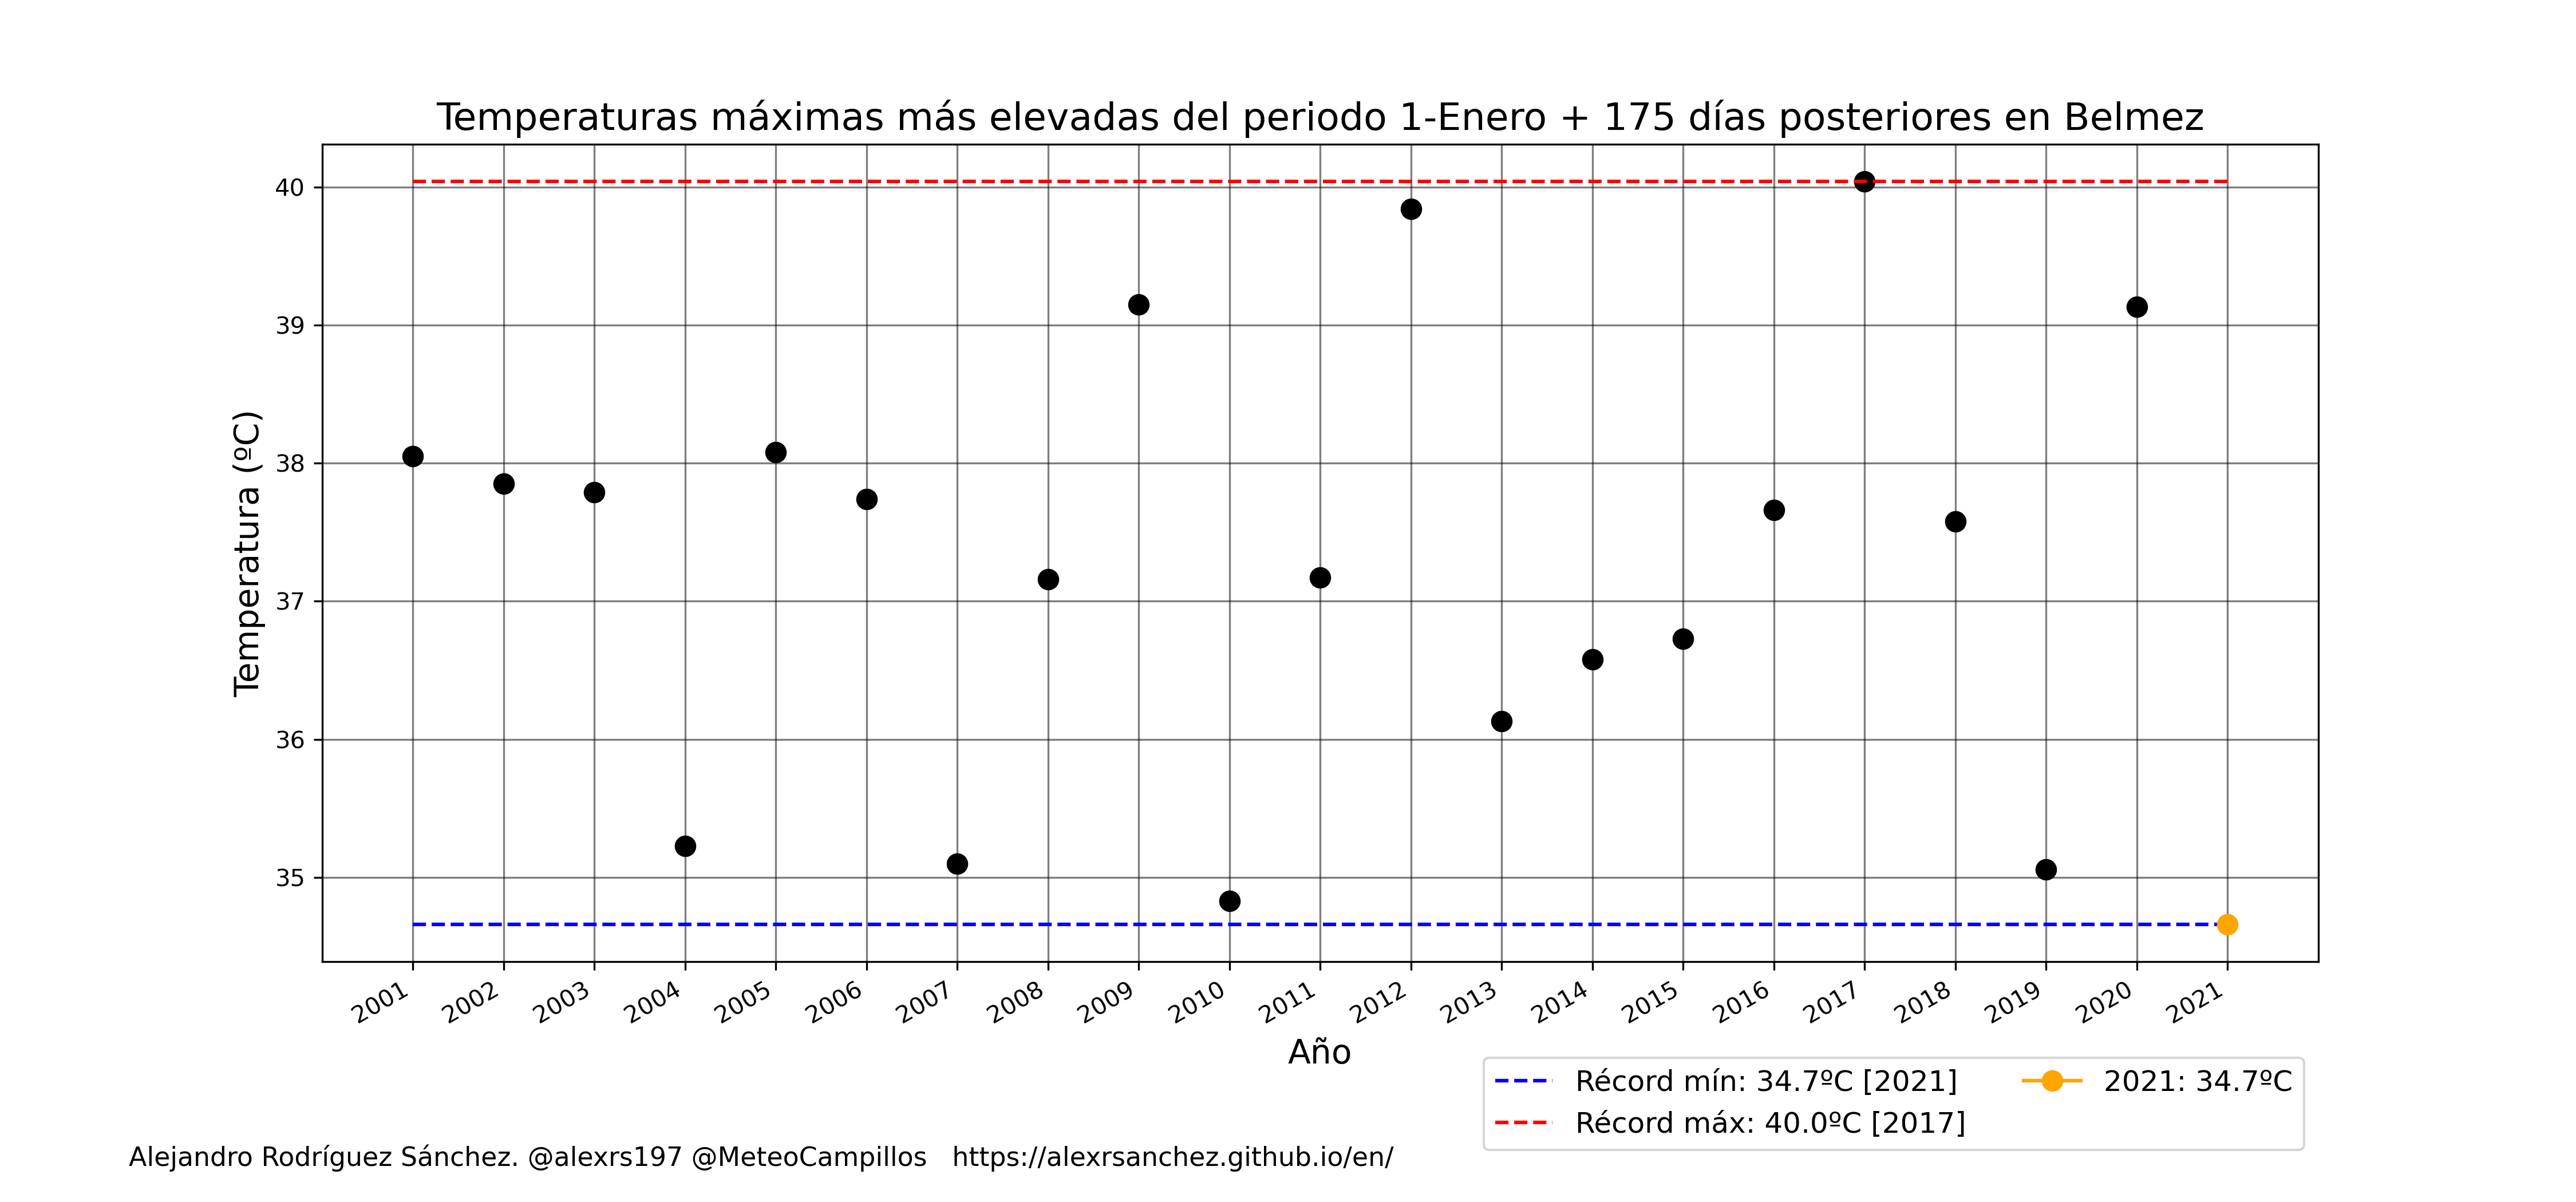 Temperaturas máximas más elevadas del periodo 1-Enero + 175 días posteriores en Belmez
Temperatura (ºC)
40
39
38
37
36
35
2001 2002 2003 2004 2005 2006 2007 2008 2009 2010 2011 2012 2013 2014 2015 2016 2017 2018 2019 2020 2021
Año
Récord mín: 34.7ºC [2021]
Récord máx: 40.0ºC [2017]
2021: 34.7ºC
Alejandro Rodríguez Sánchez. @alexrs197 @MeteoCampillos https://alexrsanchez.github.io/en/